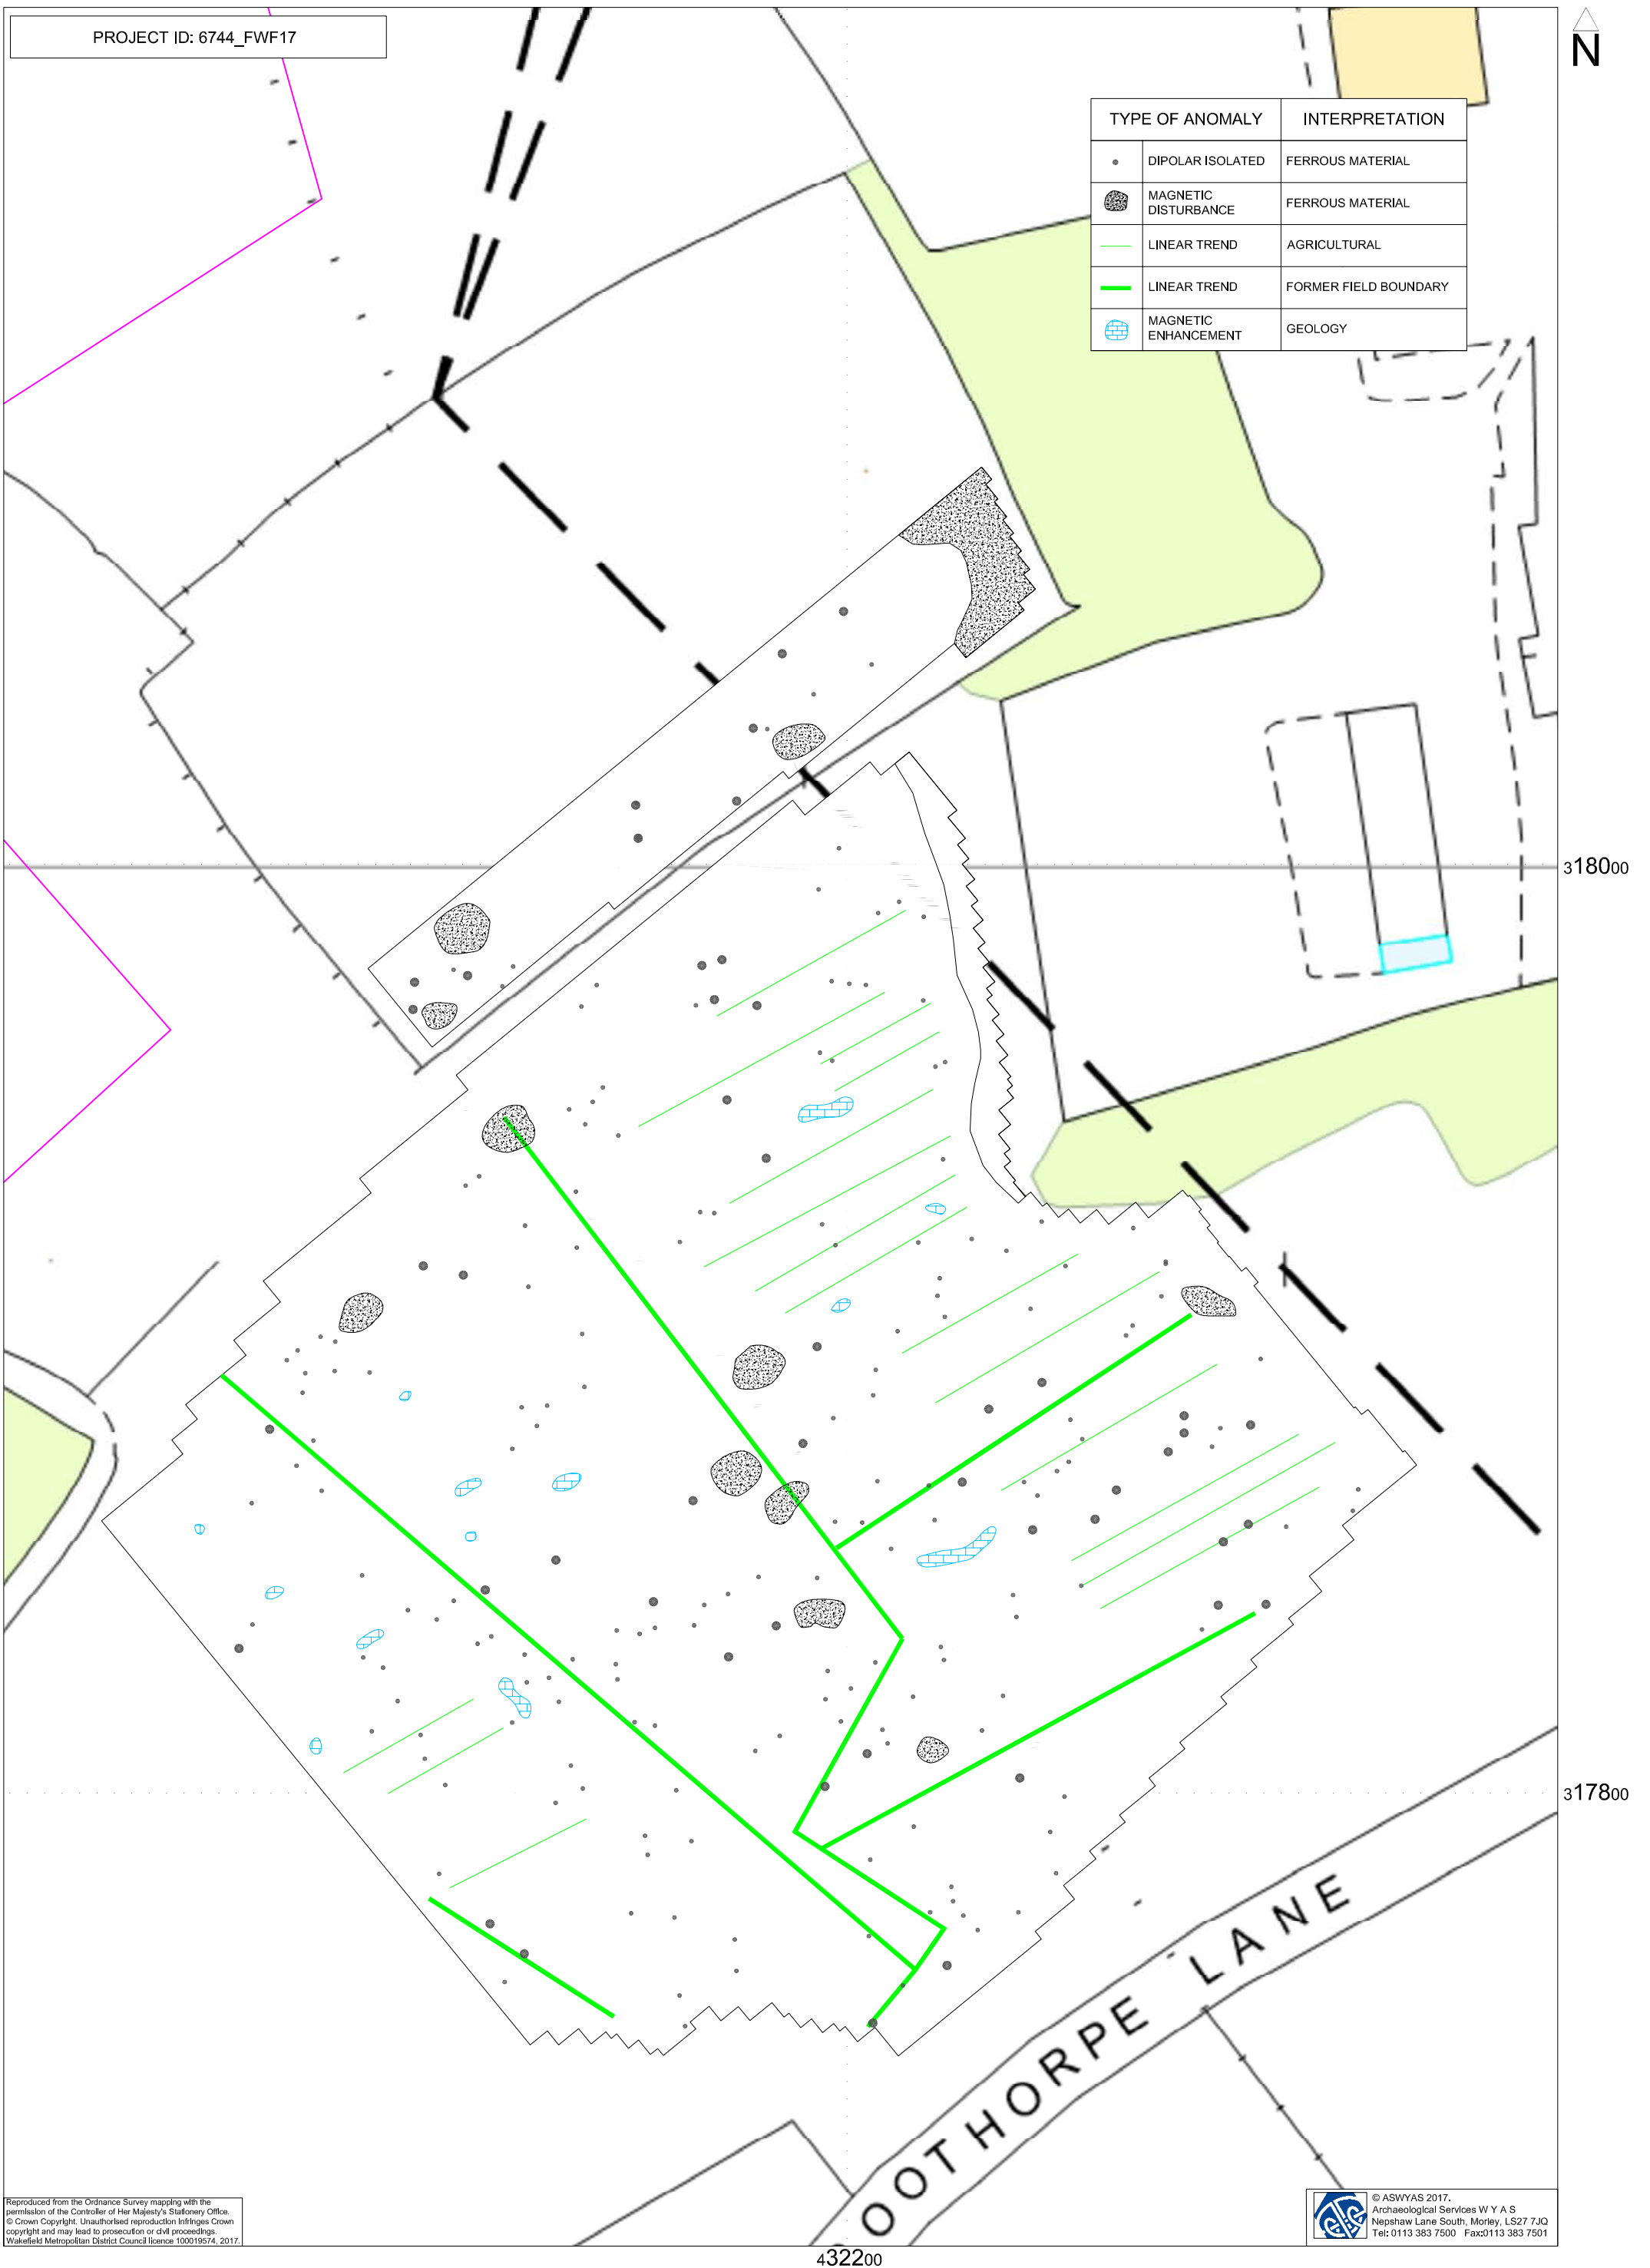 PROJECT ID: 6744_FWF17
N
TYPE OF ANOMALY INTERPRETATION
DIPOLAR ISOLATED FERROUS MATERIAL
MAGNETIC
DISTURBANCE
FERROUS MATERIAL
LINEAR TREND AGRICULTURAL
LINEAR TREND FORMER FIELD BOUNDARY
MAGNETIC
ENHANCEMENT
GEOLOGY
318000
317800
OOTHORPE LANE
Reproduced from the Ordnance Survey mapping with the
permission of the Controller of Her Majesty's Stationery Office.
© Crown Copyright. Unauthorised reproduction infringes Crown
copyright and may lead to prosecution or civil proceedings.
Wakefield Metropolitan District Council licence 100019574, 2017.
© ASWYAS 2017.
Archaeological Services W Y A S
Nepshaw Lane South, Morley, LS27 7JQ
Tel: 0113 383 7500 Fax:0113 383 7501
432200